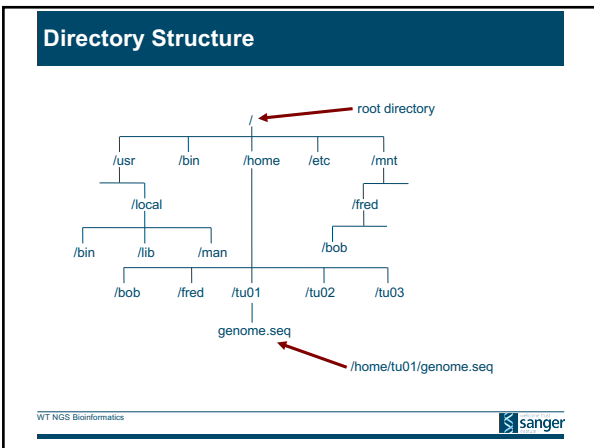 Directory Structure
root directory
/
/usr /bin /home /etc /mnt
/local /fred
/bin /lib /man /bob
/bob /fred /tu01 /tu02 /tu03
genome.seq
/home/tu01/genome.seq
WT NGS Bioinformatics
sanger